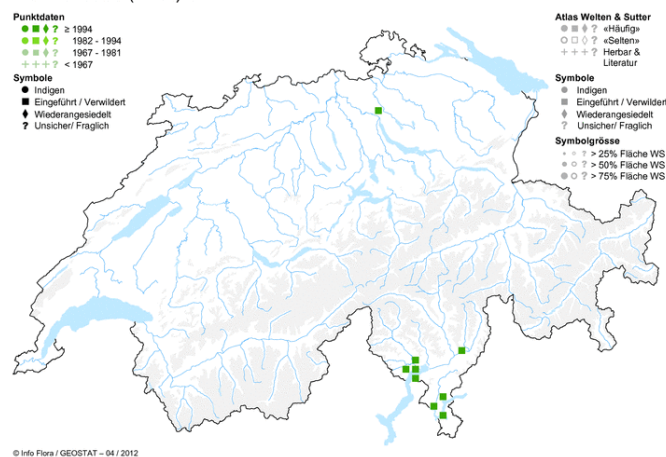 Punktdaten
? ≥ 1994
? 1982 - 1994
? 1967 - 1981
+++? < 1967
Symbole
Indigen
Eingeführt / Verwildert
Wiederangesiedelt
? Unsicher/ Fraglich
Atlas Welten & Sutter
? «Häufig»
? «Selten»
+++? Herbar &
Literatur
Symbole
Indigen
Eingeführt / Verwildert
Wiederangesiedelt
? Unsicher/ Fraglich
Symbolgrösse
? > 25% Fläche WS
? > 50% Fläche WS
? > 75% Fläche WS
© Info Flora / GEOSTAT – 04 / 2012